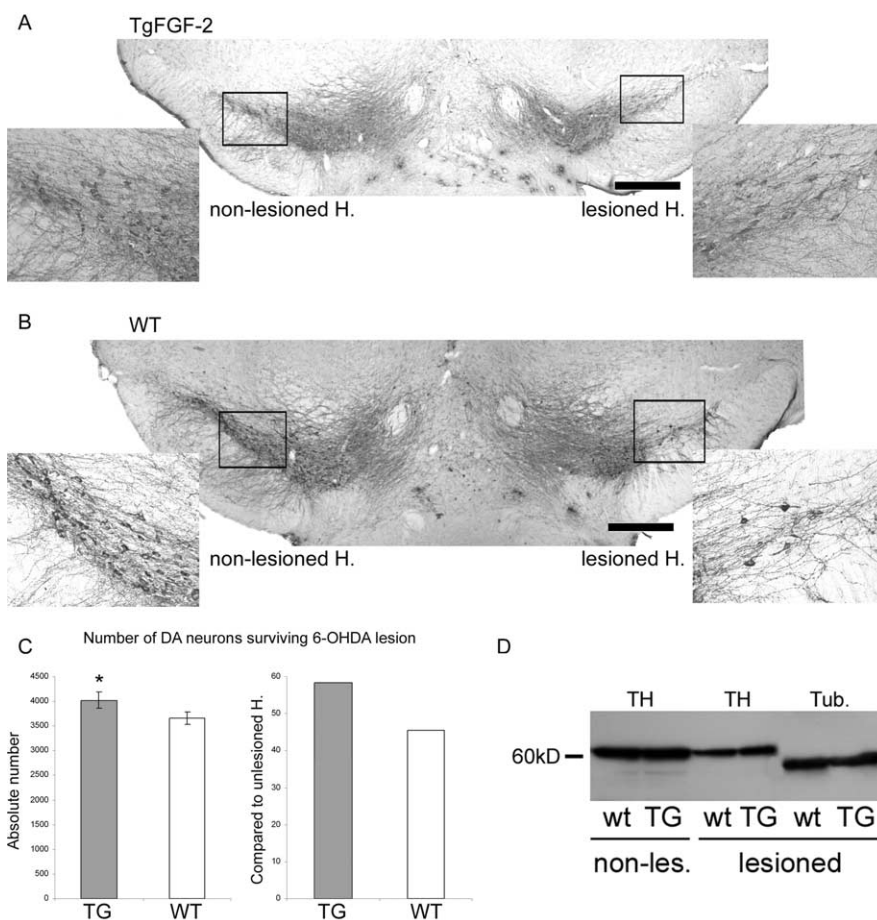 A
TgFGF-2
non-lesioned H.
lesioned H.
B
WT
non-lesioned H.
lesioned H.
C
Number of DA neurons surviving 6-OHDA lesion
Absolute number
4500
4000
3500
3000
2500
2000
1500
1000
500
0
*
TG
WT
Compared to unlesioned H.
60
50
40
30
20
10
0
TG
WT
D
TH
TH
Tub.
60kD
wt TG wt TG wt TG
non-les.
lesioned